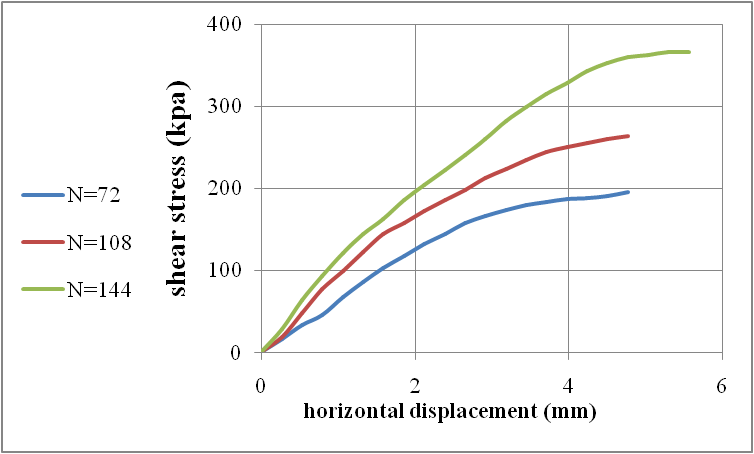 400
300
200
100
0
shear stress (kpa)
N=72
N=108
N=144
0 2 4 6
horizontal displacement (mm)